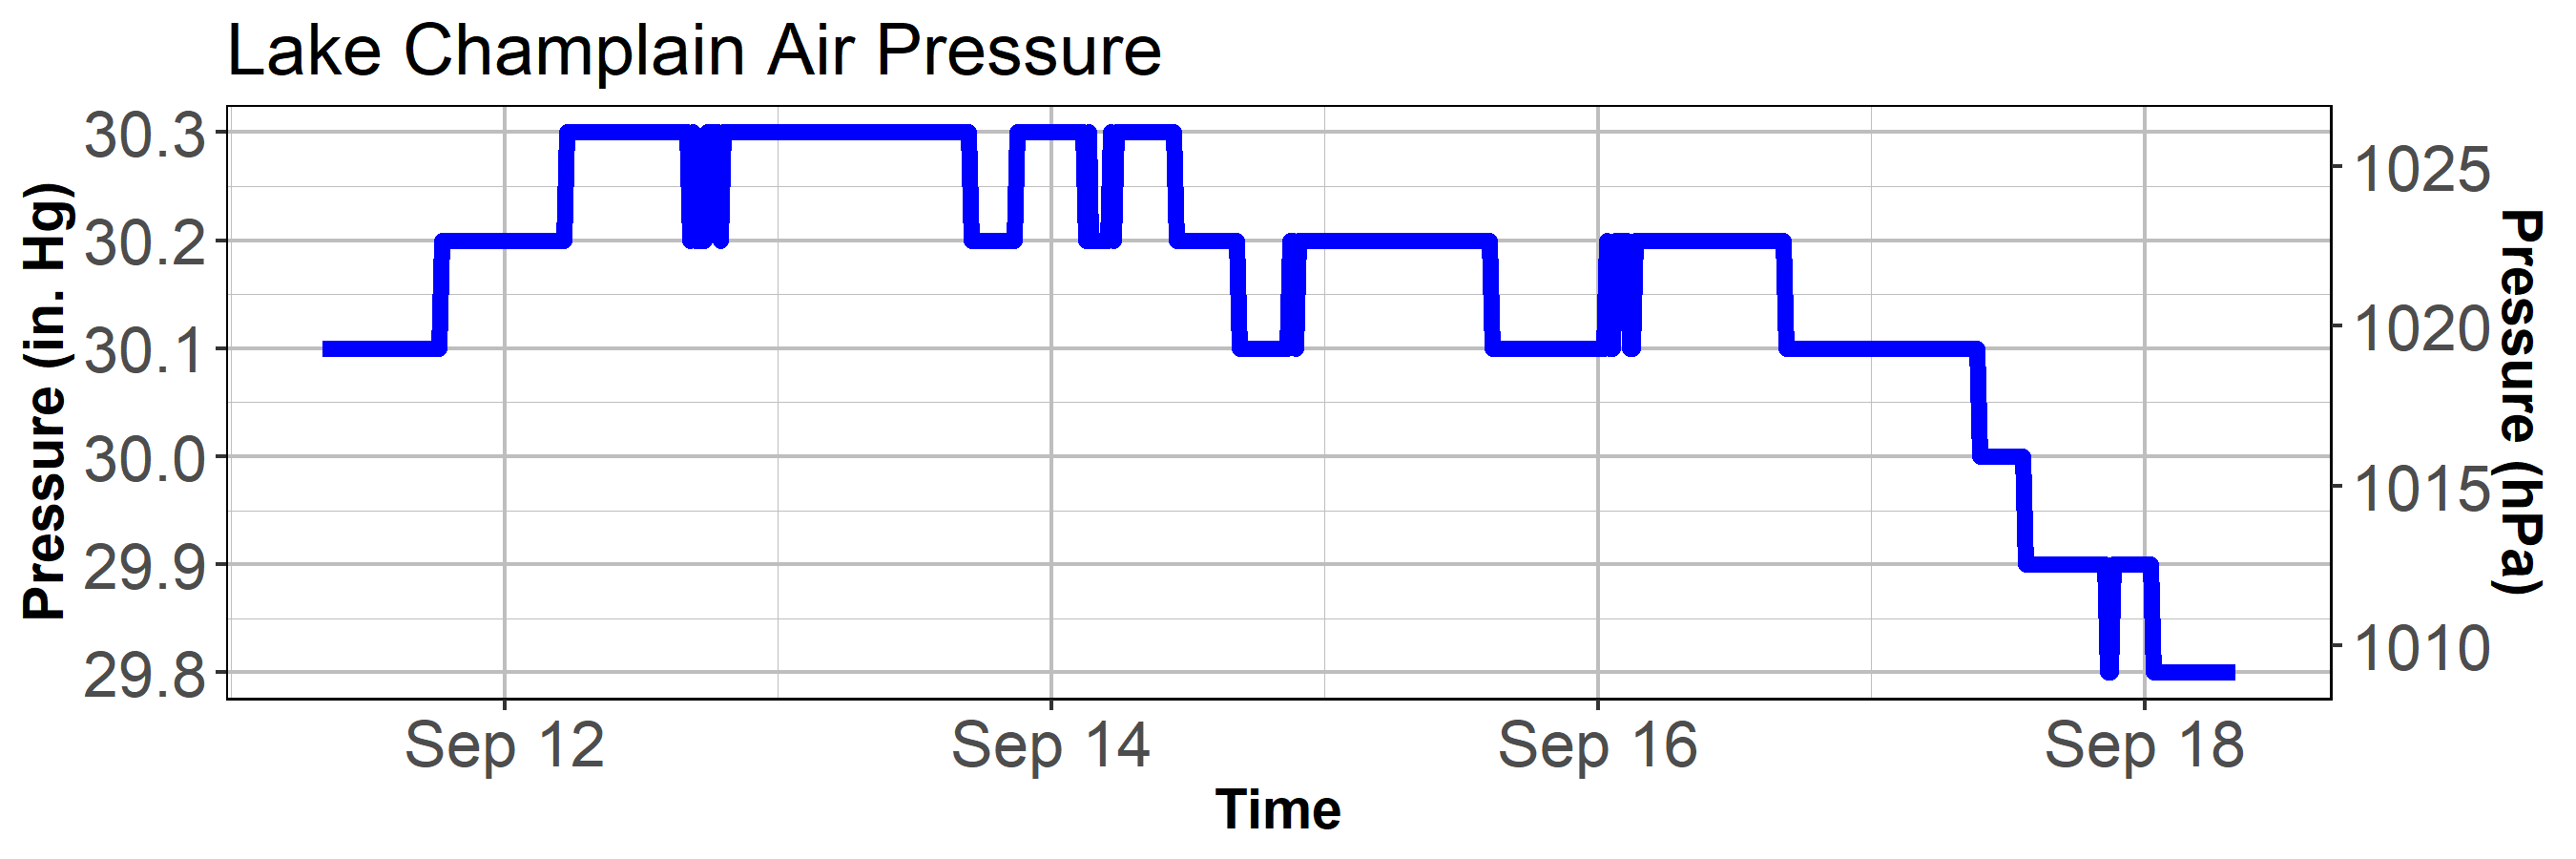 Lake Champlain Air Pressure
Pressure (in. Hg)
30.3
30.2
30.1
30.0
29.9
29.8
1025
1020
1015
1010
Pressure (hPa)
Sep 12 Sep 14 Sep 16 Sep 18
Time